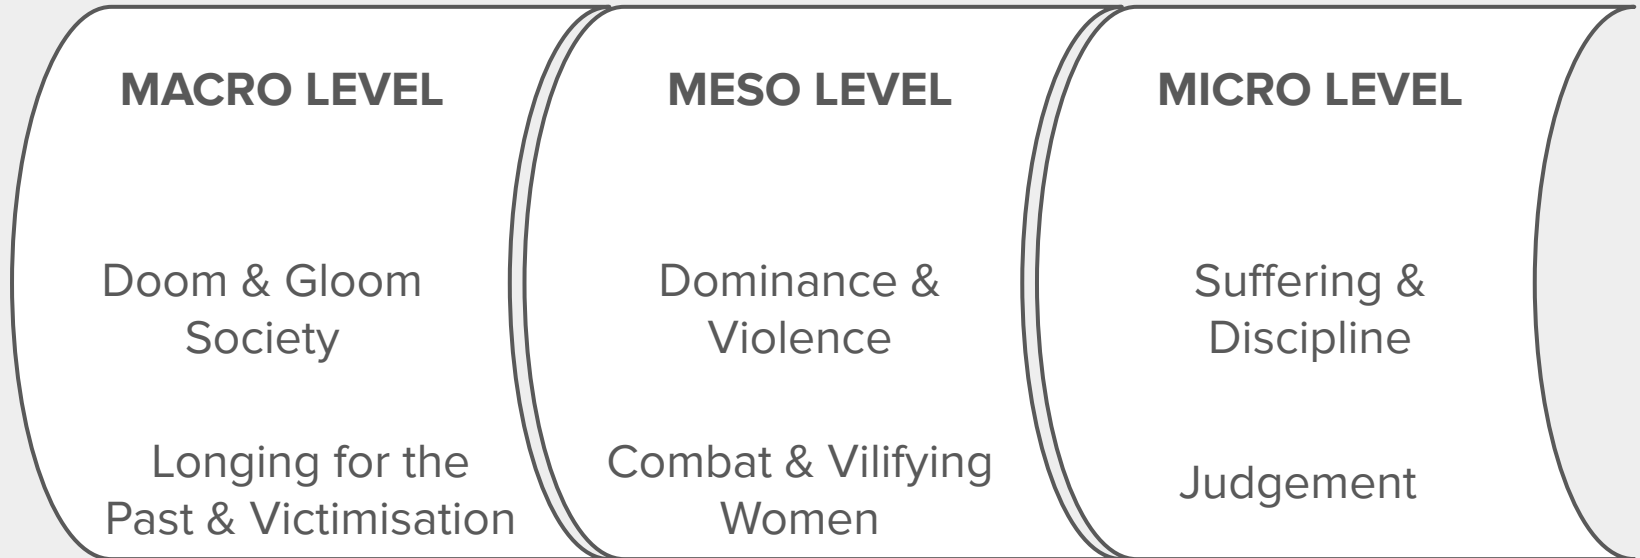 MACRO LEVEL
Doom & Gloom
Society
Longing for the
Past & Victimisation
MESO LEVEL
Dominance &
Violence
Combat & Vilifying
Women
MICRO LEVEL
Suffering &
Discipline
Judgement